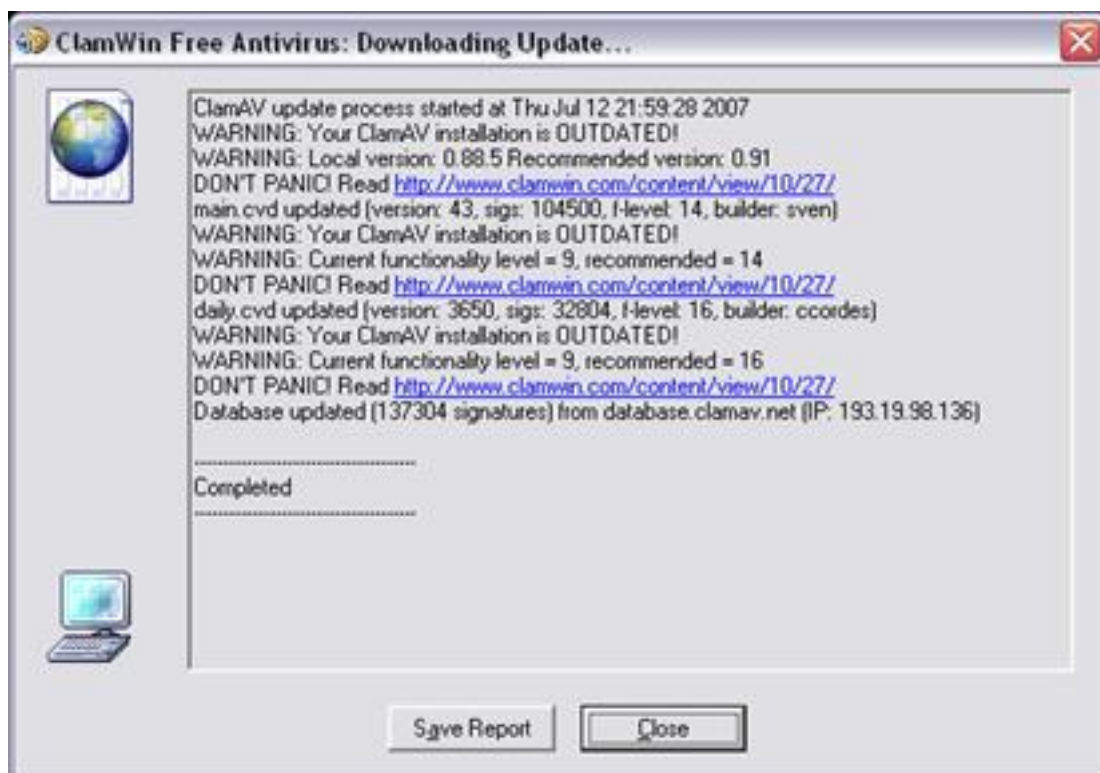 ClamWin Free Antivirus: Downloading Update...
ClamAV update process started at Thu Jul 12 21:59:28 2007
WARNING: Your ClamAV installation is OUTDATED!
WARNING: Local version: 0.88.5 Recommended version: 0.91
DON'T PANIC! Read http://www.clamwin.com/content/view/10/27/
main.cvd updated (version: 43, sigs: 104500, f-level: 14, builder: sven)
WARNING: Your ClamAV installation is OUTDATED!
WARNING: Current functionality level = 9, recommended = 14
DON'T PANIC! Read http://www.clamwin.com/content/view/10/27/
daily.cvd updated (version: 3650, sigs: 32804, f-level: 16, builder: ccordes)
WARNING: Your ClamAV installation is OUTDATED!
WARNING: Current functionality level = 9, recommended = 16
DON'T PANIC! Read http://www.clamwin.com/content/view/10/27/
Database updated (137304 signatures) from database.clamav.net (IP: 193.19.98.136)
--------------------------------------
Completed
--------------------------------------
Save Report
Close